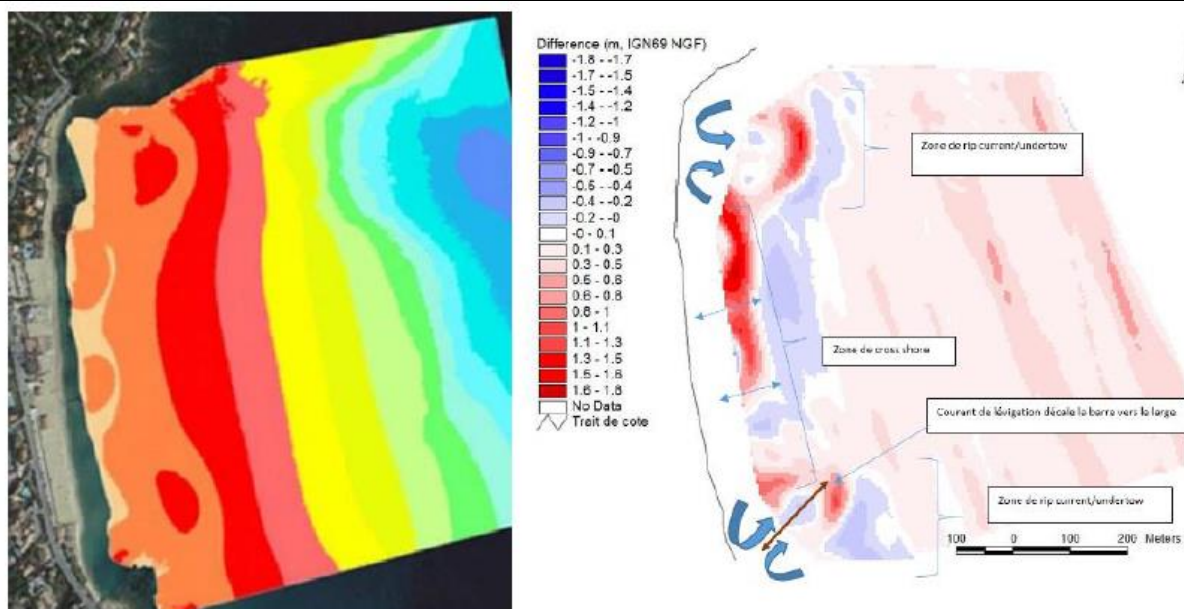 Difference (m, IGN69 NGF)
-1.8 - -1.7
-1.7 - -1.5
-1.5 - -1.4
-1.4 - -1.2
-1.2 - -1
-1 - -0.9
-0.9 - -0.7
-0.7 - -0.5
-0.5 - -0.4
-0.4 - -0.2
-0.2 - -0
-0 - 0.1
0.1 - 0.3
0.3 - 0.5
0.5 - 0.6
0.6 - 0.8
0.8 - 1
1 - 1.1
1.1 - 1.3
1.3 - 1.5
1.5 - 1.6
1.6 - 1.8
No Data
Trait de cote
Zone de rip current/undertow
Zone de cross shore
Courant de lévigation décale la barre vers le large
Zone de rip current/undertow
100 0 100 200 Meters